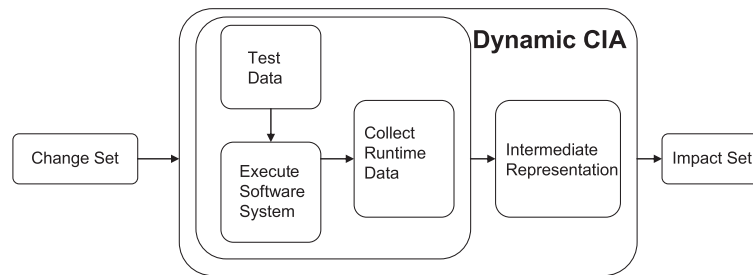 Dynamic CIA
Test
Data
Change Set
Execute
Software
System
Collect
Runtime
Data
Intermediate
Representation
Impact Set